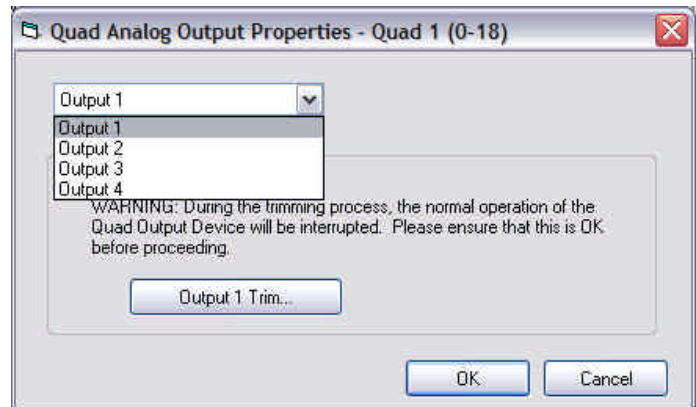 Quad Analog Output Properties - Quad 1 (0-18)
Output 1
Output 1
Output 2
Output 3
Output 4
WARNING: During the trimming process, the normal operation of the
Quad Output Device will be interrupted. Please ensure that this is OK
before proceeding.
Output 1 Trim...
OK
Cancel